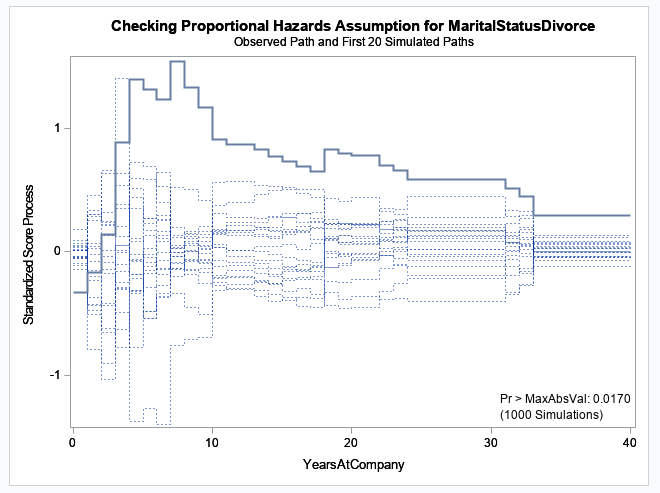 Checking Proportional Hazards Assumption for MaritalStatusDivorce
Observed Path and First 20 Simulated Paths
Standardized Score Process
1
0
-1
Pr > MaxAbsVal: 0.0170
(1000 Simulations)
0 10 20 30 40
YearsAtCompany